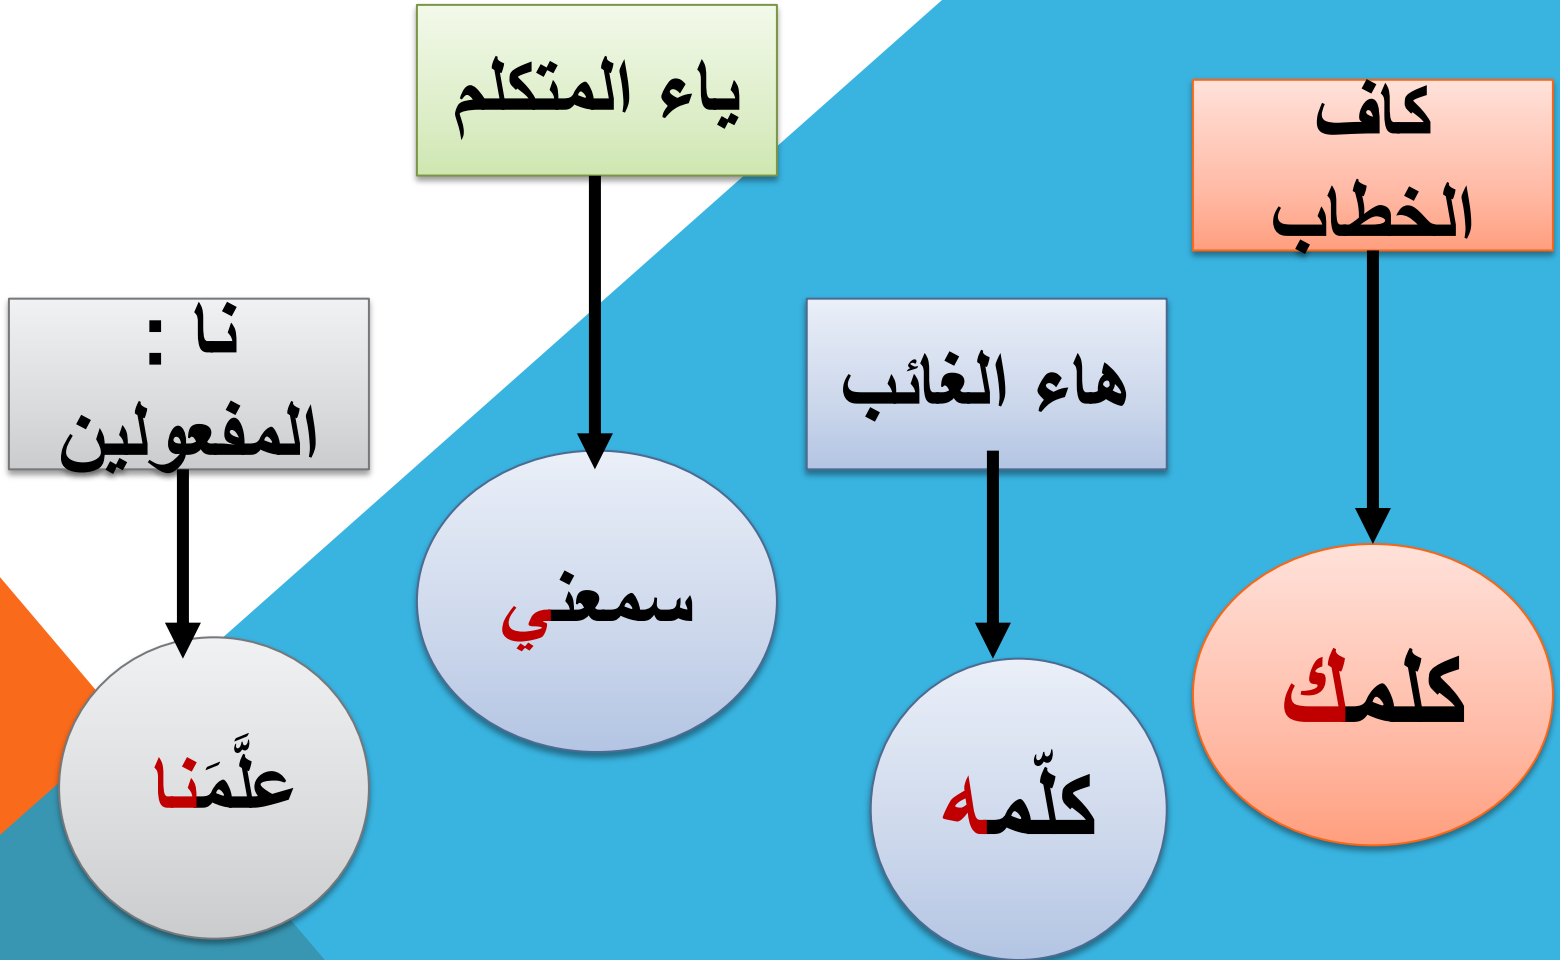 كاف
الخطاب
كلمك
هاء الغائب
كلّمه
ياء المتكلم
سمعني
نا :
المفعولين
علَّمَنا